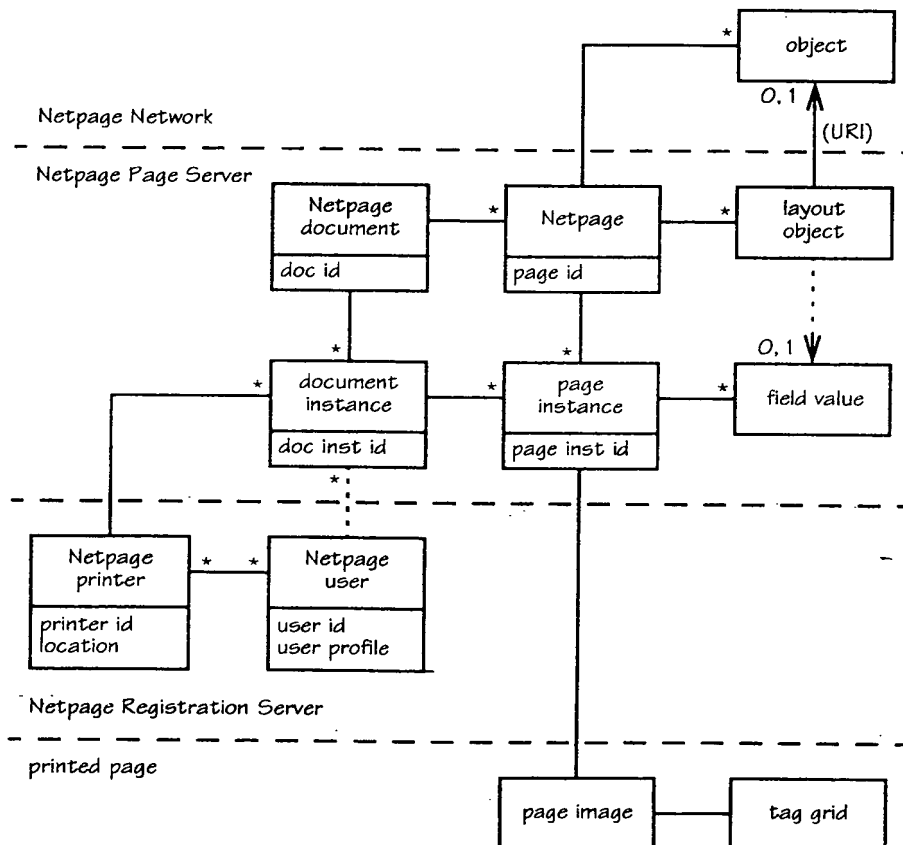 *
object
0, 1
(URI)
Netpage Network
Netpage Page Server
Netpage
document
doc id
*
Netpage
page id
*
layout
object
*
*
0, 1
*
document
instance
doc inst id
*
page
instance
page inst id
*
field value
*
Netpage
printer
printer id
location
*
*
Netpage
user
user id
user profile
Netpage Registration Server
printed page
page image
tag grid